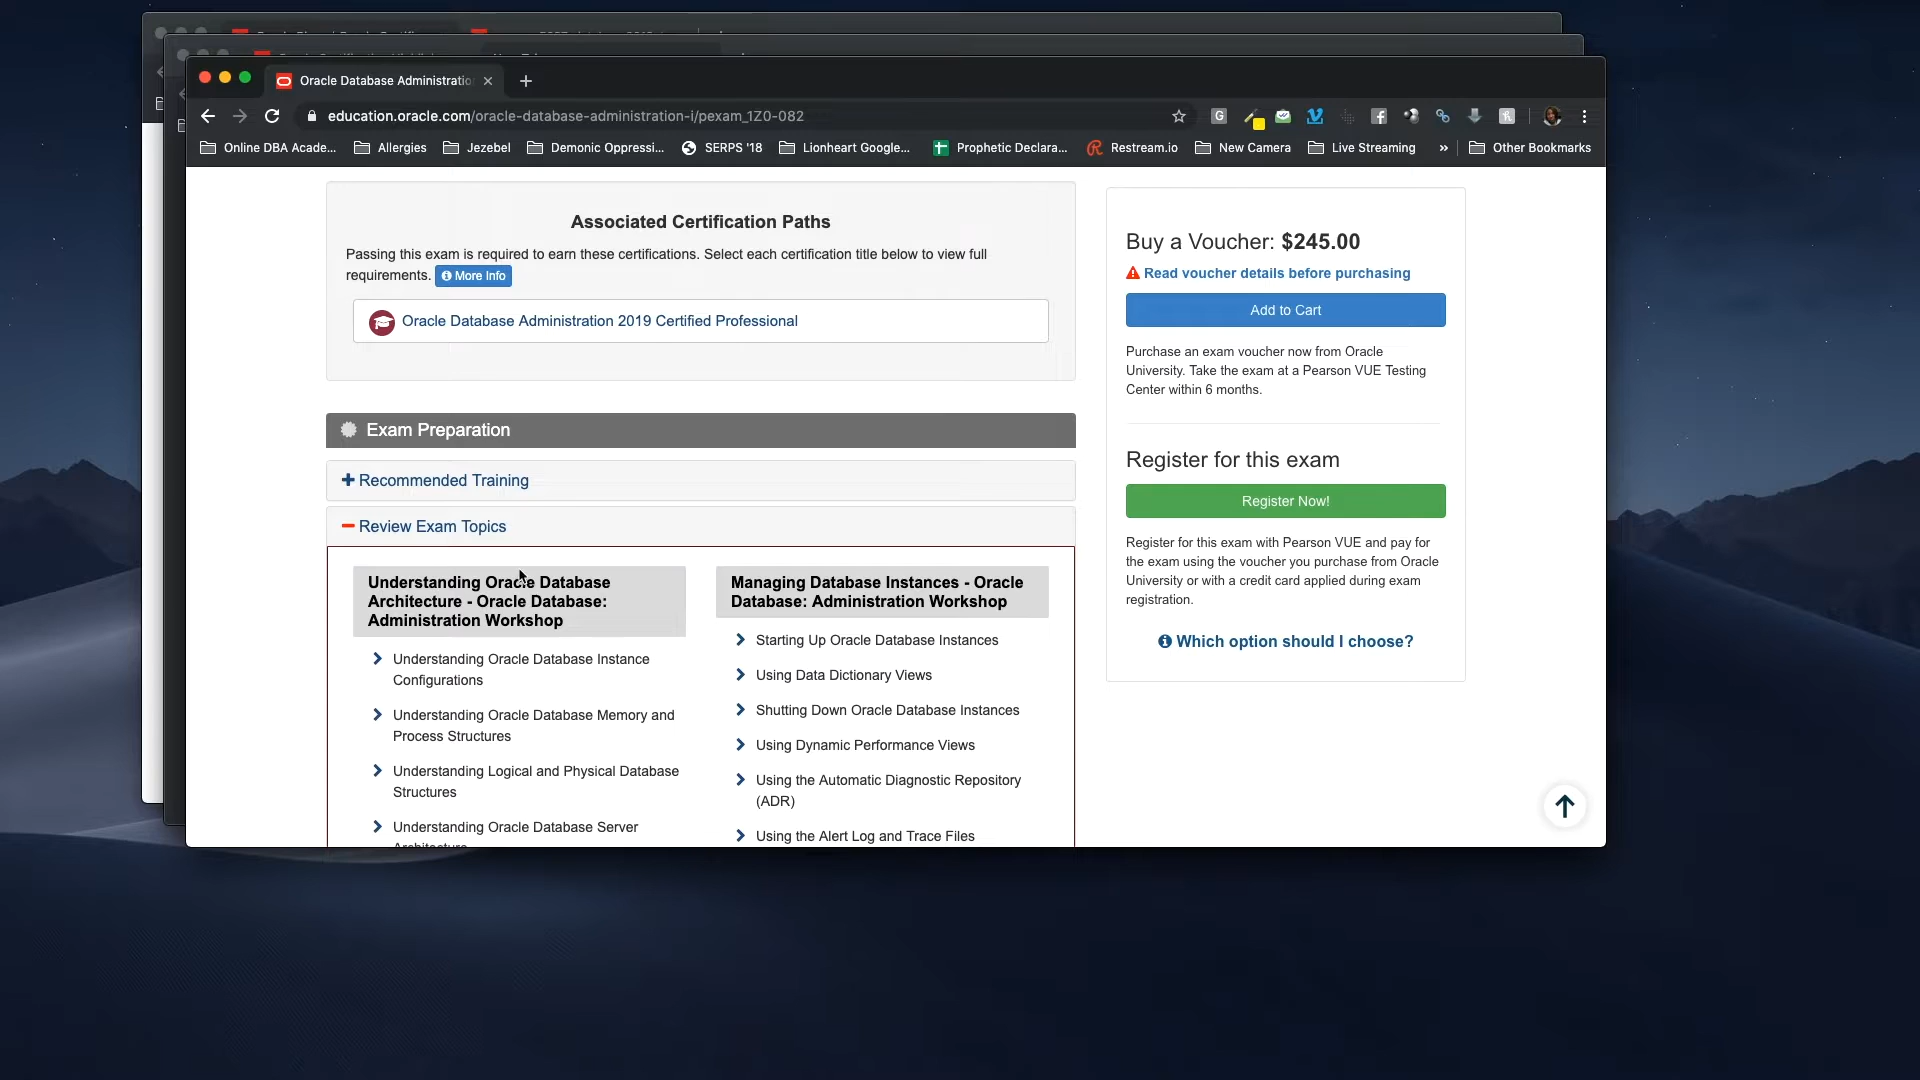 Oracle Database Administratio
education.oracle.com/oracle-database-administration-i/pexam_1Z0-082
Online DBA Acade... Allergies Jezebel Demonic Oppressi... SERPS '18 Lionheart Google... Prophetic Declara... Restream.io New Camera Live Streaming » Other Bookmarks
Associated Certification Paths
Passing this exam is required to earn these certifications. Select each certification title below to view full
requirements. More Info
Oracle Database Administration 2019 Certified Professional
Exam Preparation
Recommended Training
Review Exam Topics
Understanding Oracle Database
Architecture - Oracle Database:
Administration Workshop
Understanding Oracle Database Instance
Configurations
Understanding Oracle Database Memory and
Process Structures
Understanding Logical and Physical Database
Structures
Understanding Oracle Database Server
Architecture
Managing Database Instances - Oracle
Database: Administration Workshop
Starting Up Oracle Database Instances
Using Data Dictionary Views
Shutting Down Oracle Database Instances
Using Dynamic Performance Views
Using the Automatic Diagnostic Repository
(ADR)
Using the Alert Log and Trace Files
Buy a Voucher: $245.00
Read voucher details before purchasing
Add to Cart
Purchase an exam voucher now from Oracle
University. Take the exam at a Pearson VUE Testing
Center within 6 months.
Register for this exam
Register Now!
Register for this exam with Pearson VUE and pay for
the exam using the voucher you purchase from Oracle
University or with a credit card applied during exam
registration.
Which option should I choose?